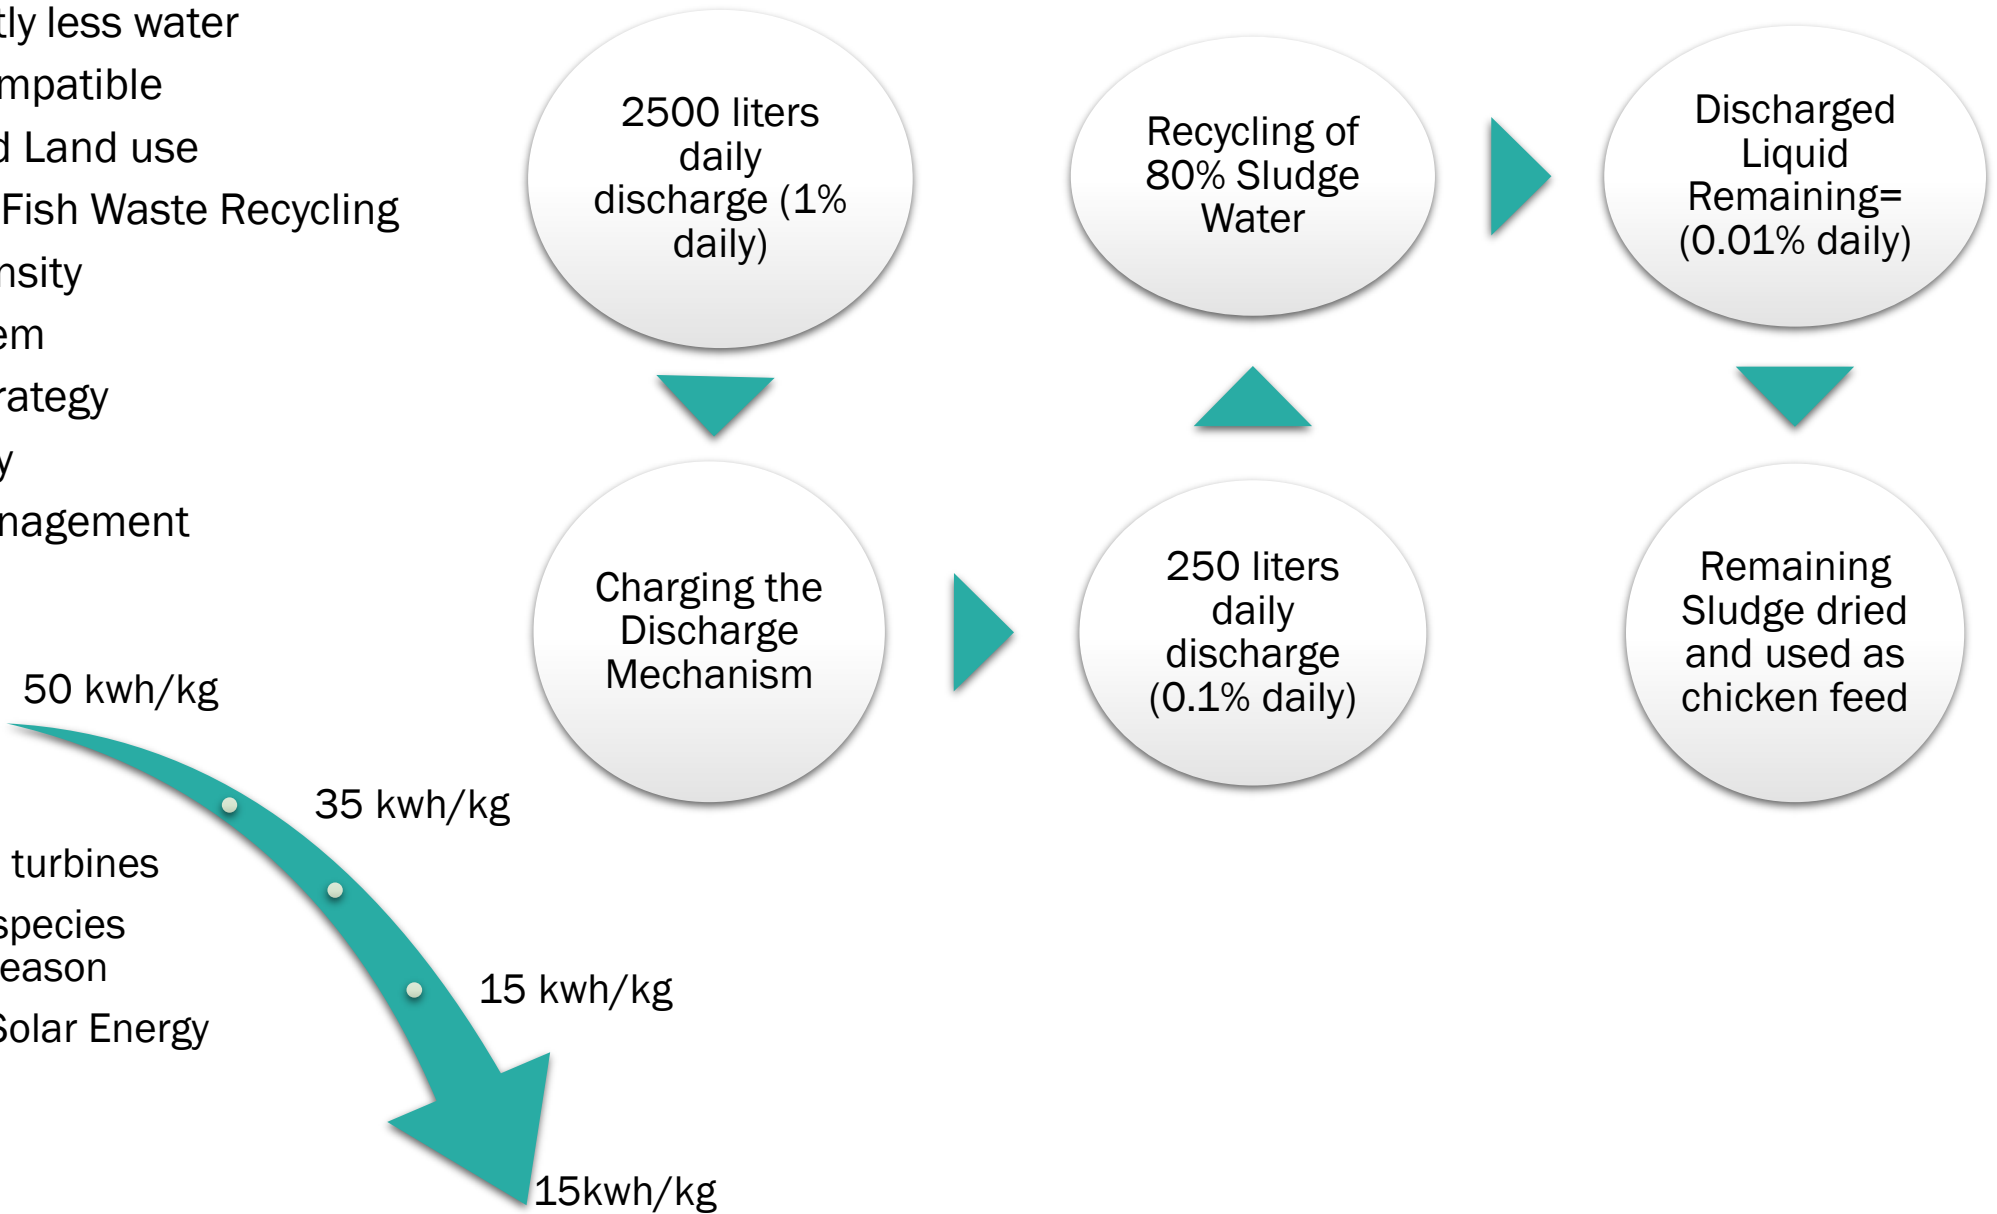 tly less water
mpatible
d Land use
Fish Waste Recycling
nsity
em
rategy
y
nagement
50 kwh/kg
35 kwh/kg
turbines
species
eason
15 kwh/kg
Solar Energy
15kwh/kg
2500 liters
daily
discharge (1%
daily)
Charging the
Discharge
Mechanism
250 liters
daily
discharge
(0.1% daily)
Recycling of
80% Sludge
Water
Discharged
Liquid
Remaining=
(0.01% daily)
Remaining
Sludge dried
and used as
chicken feed